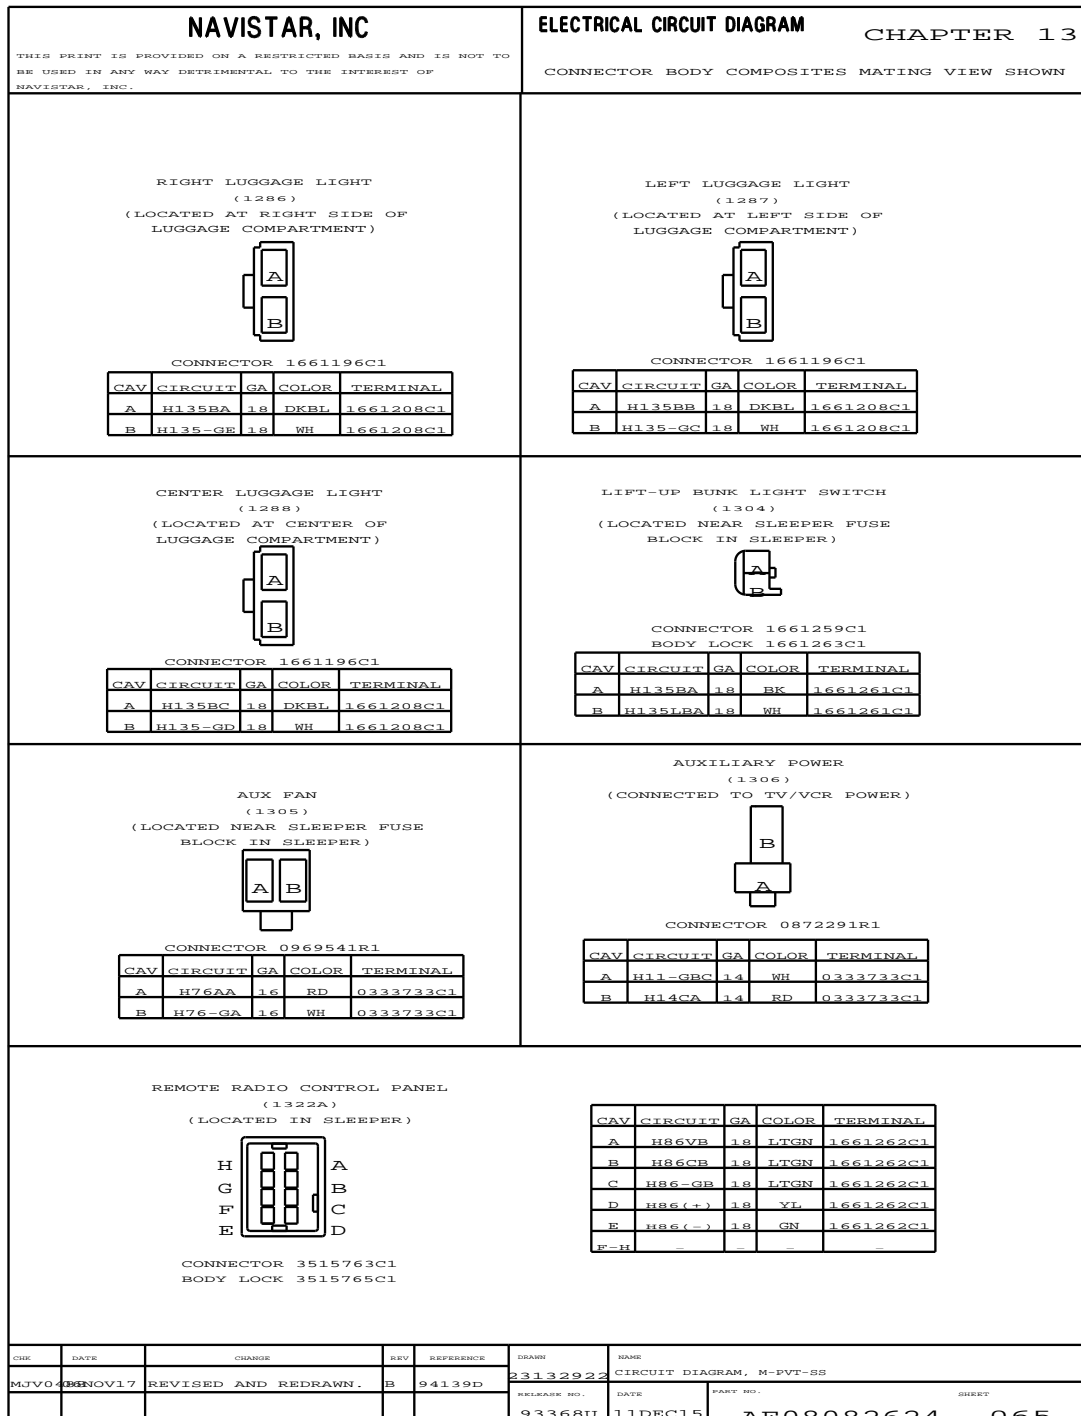 NAVISTAR, INC
THIS PRINT IS PROVIDED ON A RESTRICTED BASIS AND IS NOT TO
BE USED IN ANY WAY DETRIMENTAL TO THE INTEREST OF
NAVISTAR, INC.
ELECTRICAL CIRCUIT DIAGRAM
CHAPTER 13
CONNECTOR BODY COMPOSITES MATING VIEW SHOWN
RIGHT LUGGAGE LIGHT
(1286)
(LOCATED AT RIGHT SIDE OF
LUGGAGE COMPARTMENT)
A
B
CONNECTOR 1661196C1
CAV CIRCUIT GA COLOR TERMINAL
A H135BA 18 DKBL 1661208C1
B H135-GE 18 WH 1661208C1
LEFT LUGGAGE LIGHT
(1287)
(LOCATED AT LEFT SIDE OF
LUGGAGE COMPARTMENT)
A
B
CONNECTOR 1661196C1
CAV CIRCUIT GA COLOR TERMINAL
A H135BB 18 DKBL 1661208C1
B H135-GC 18 WH 1661208C1
CENTER LUGGAGE LIGHT
(1288)
(LOCATED AT CENTER OF
LUGGAGE COMPARTMENT)
A
B
CONNECTOR 1661196C1
CAV CIRCUIT GA COLOR TERMINAL
A H135BC 18 DKBL 1661208C1
B H135-GD 18 WH 1661208C1
LIFT-UP BUNK LIGHT SWITCH
(1304)
(LOCATED NEAR SLEEPER FUSE
BLOCK IN SLEEPER)
A
B
CONNECTOR 1661259C1
BODY LOCK 1661263C1
CAV CIRCUIT GA COLOR TERMINAL
A H135BA 18 BK 1661261C1
B H135LBA 18 WH 1661261C1
AUX FAN
(1305)
(LOCATED NEAR SLEEPER FUSE
BLOCK IN SLEEPER)
A B
CONNECTOR 0969541R1
CAV CIRCUIT GA COLOR TERMINAL
A H76AA 16 RD 0333733C1
B H76-GA 16 WH 0333733C1
AUXILIARY POWER
(1306)
(CONNECTED TO TV/VCR POWER)
B
A
CONNECTOR 0872291R1
CAV CIRCUIT GA COLOR TERMINAL
A H11-GBC 14 WH 0333733C1
B H14CA 14 RD 0333733C1
REMOTE RADIO CONTROL PANEL
(1322A)
(LOCATED IN SLEEPER)
H A
G B
F C
E D
CONNECTOR 3515763C1
BODY LOCK 3515765C1
CAV CIRCUIT GA COLOR TERMINAL
A H86VB 18 LTGN 1661262C1
B H86CB 18 LTGN 1661262C1
C H86-GB 18 LTGN 1661262C1
D H86(+) 18 YL 1661262C1
E H86(-) 18 GN 1661262C1
F-H - - - -
CHK DATE CHANGE REV REFERENCE
REVISED AND REDRAWN. B 94139D
DRAWN NAME
23132922 CIRCUIT DIAGRAM, M-PVT-SS
RELEASE NO. DATE PART NO. SHEET
93368U 11DEC15